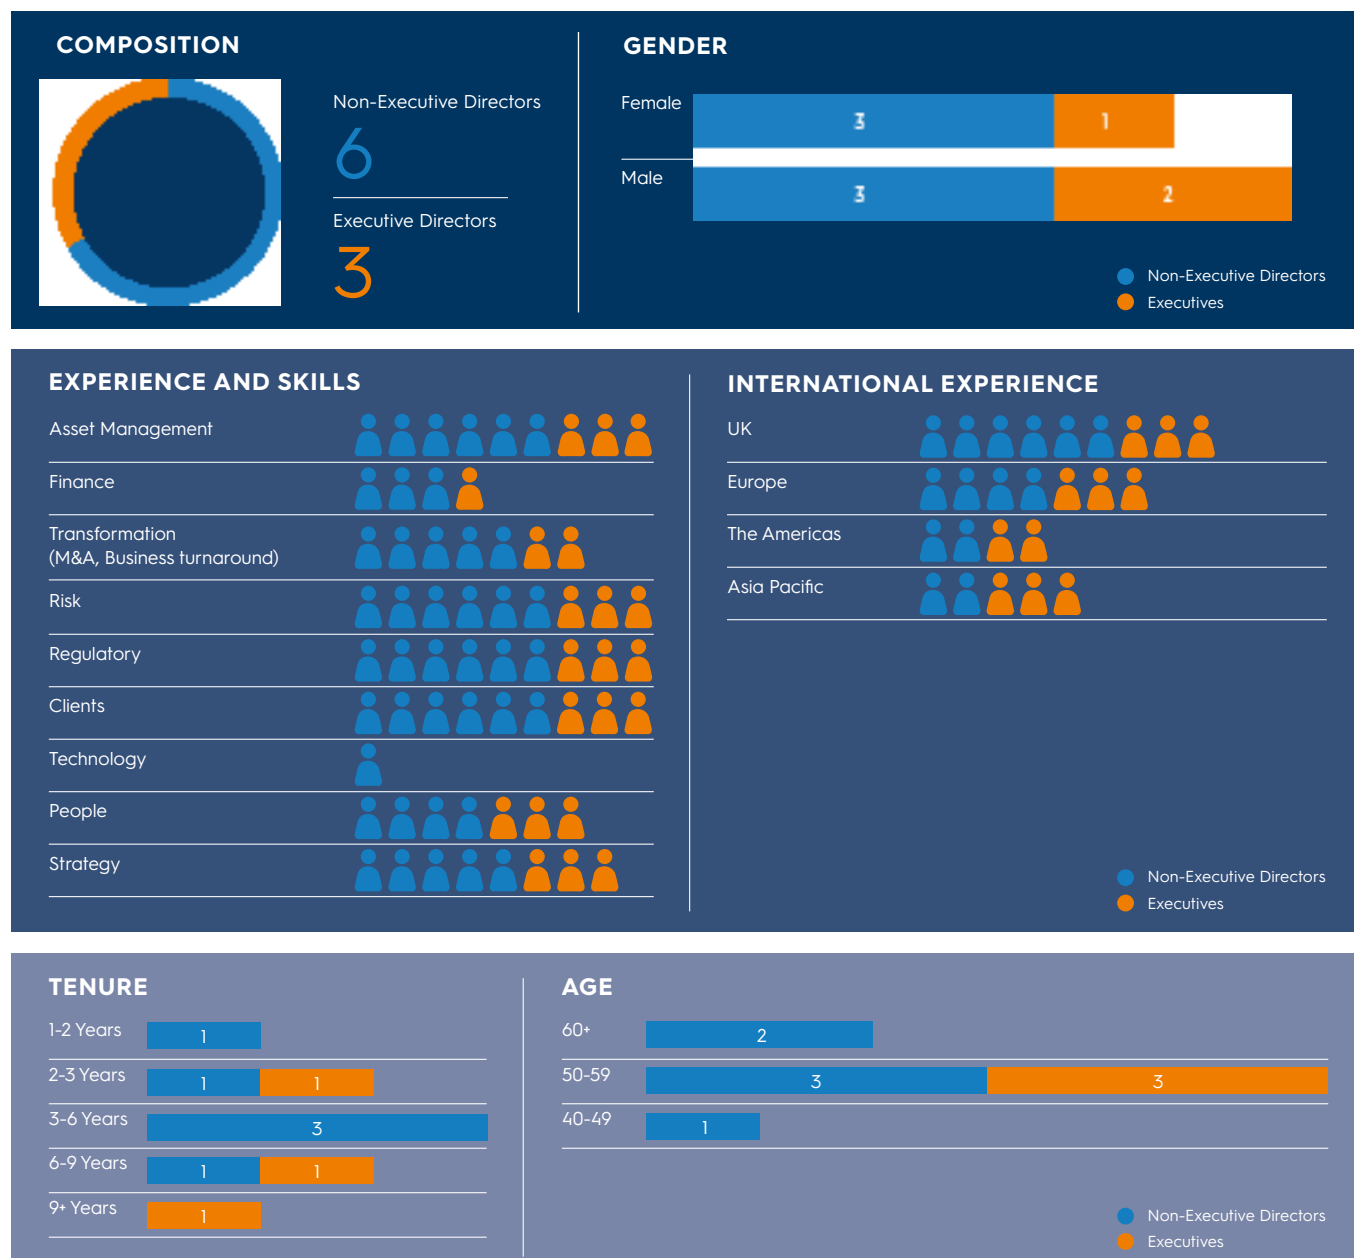 COMPOSITION
Non-Executive Directors
6
Executive Directors
3
GENDER
Female
3
1
Male
3
2
Non-Executive Directors
Executives
EXPERIENCE AND SKILLS
Asset Management
Finance
Transformation
(M&A, Business turnaround)
Risk
Regulatory
Clients
Technology
People
Strategy
INTERNATIONAL EXPERIENCE
UK
Europe
The Americas
Asia Pacific
Non-Executive Directors
Executives
TENURE
1-2 Years
1
2-3 Years
1
1
3-6 Years
3
6-9 Years
1
1
9+ Years
1
AGE
60+
2
50-59
3
3
40-49
1
Non-Executive Directors
Executives